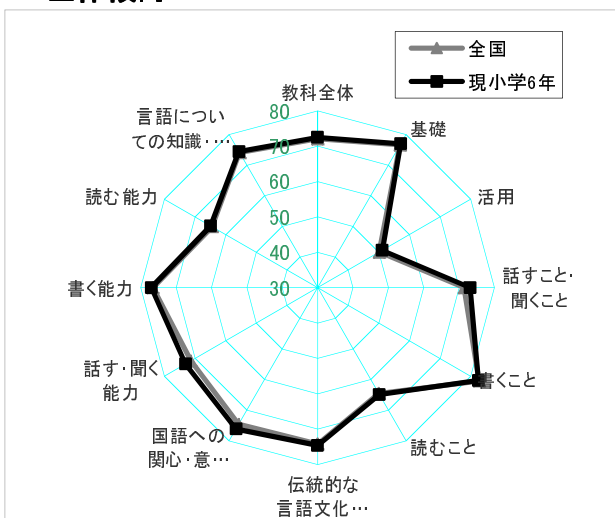 全国
現小学6年
教科全体
基礎
活用
話すこと・
聞くこと
書くこと
読むこと
伝統的な
言語文化…
国語への
関心・意…
話す・聞く
能力
書く能力
読む能力
言語につい
ての知識・…
80
70
60
50
40
30